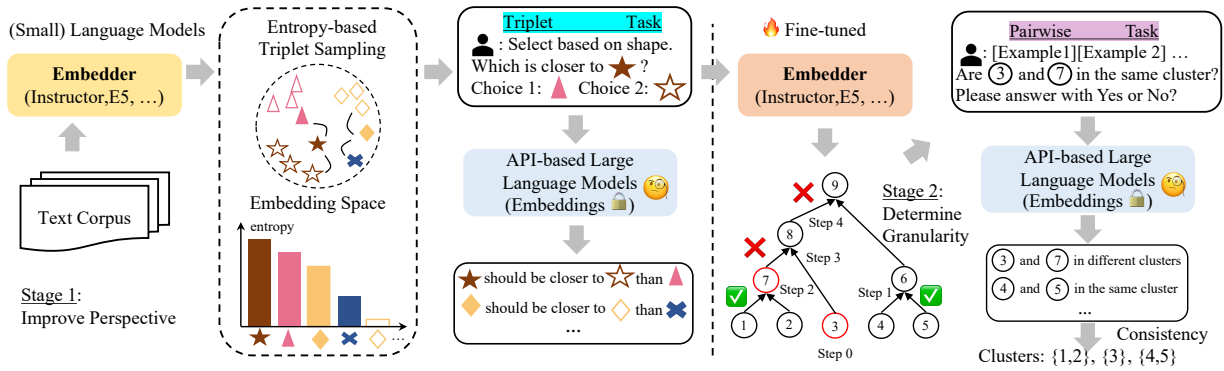 (Small) Language Models
Embedder
(Instructor,E5, …)
Text Corpus
Stage 1:
Improve Perspective
Entropy-based
Triplet Sampling
Embedding Space
entropy
...
Triplet Task
: Select based on shape.
Which is closer to ?
Choice 1: Choice 2:
API-based Large
Language Models
(Embeddings )
should be closer to than
should be closer to than
...
Fine-tuned
Embedder
(Instructor,E5, …)
9
Step 4
8
Step 3
7
Step 2
6
Step 1
1
2
3
4
5
Step 0
Stage 2:
Determine
Granularity
Pairwise Task
: [Example1][Example 2] …
Are 3 and 7 in the same cluster?
Please answer with Yes or No?
API-based Large
Language Models
(Embeddings )
3 and 7 in different clusters
4 and 5 in the same cluster
...
Consistency
Clusters: {1,2}, {3}, {4,5}